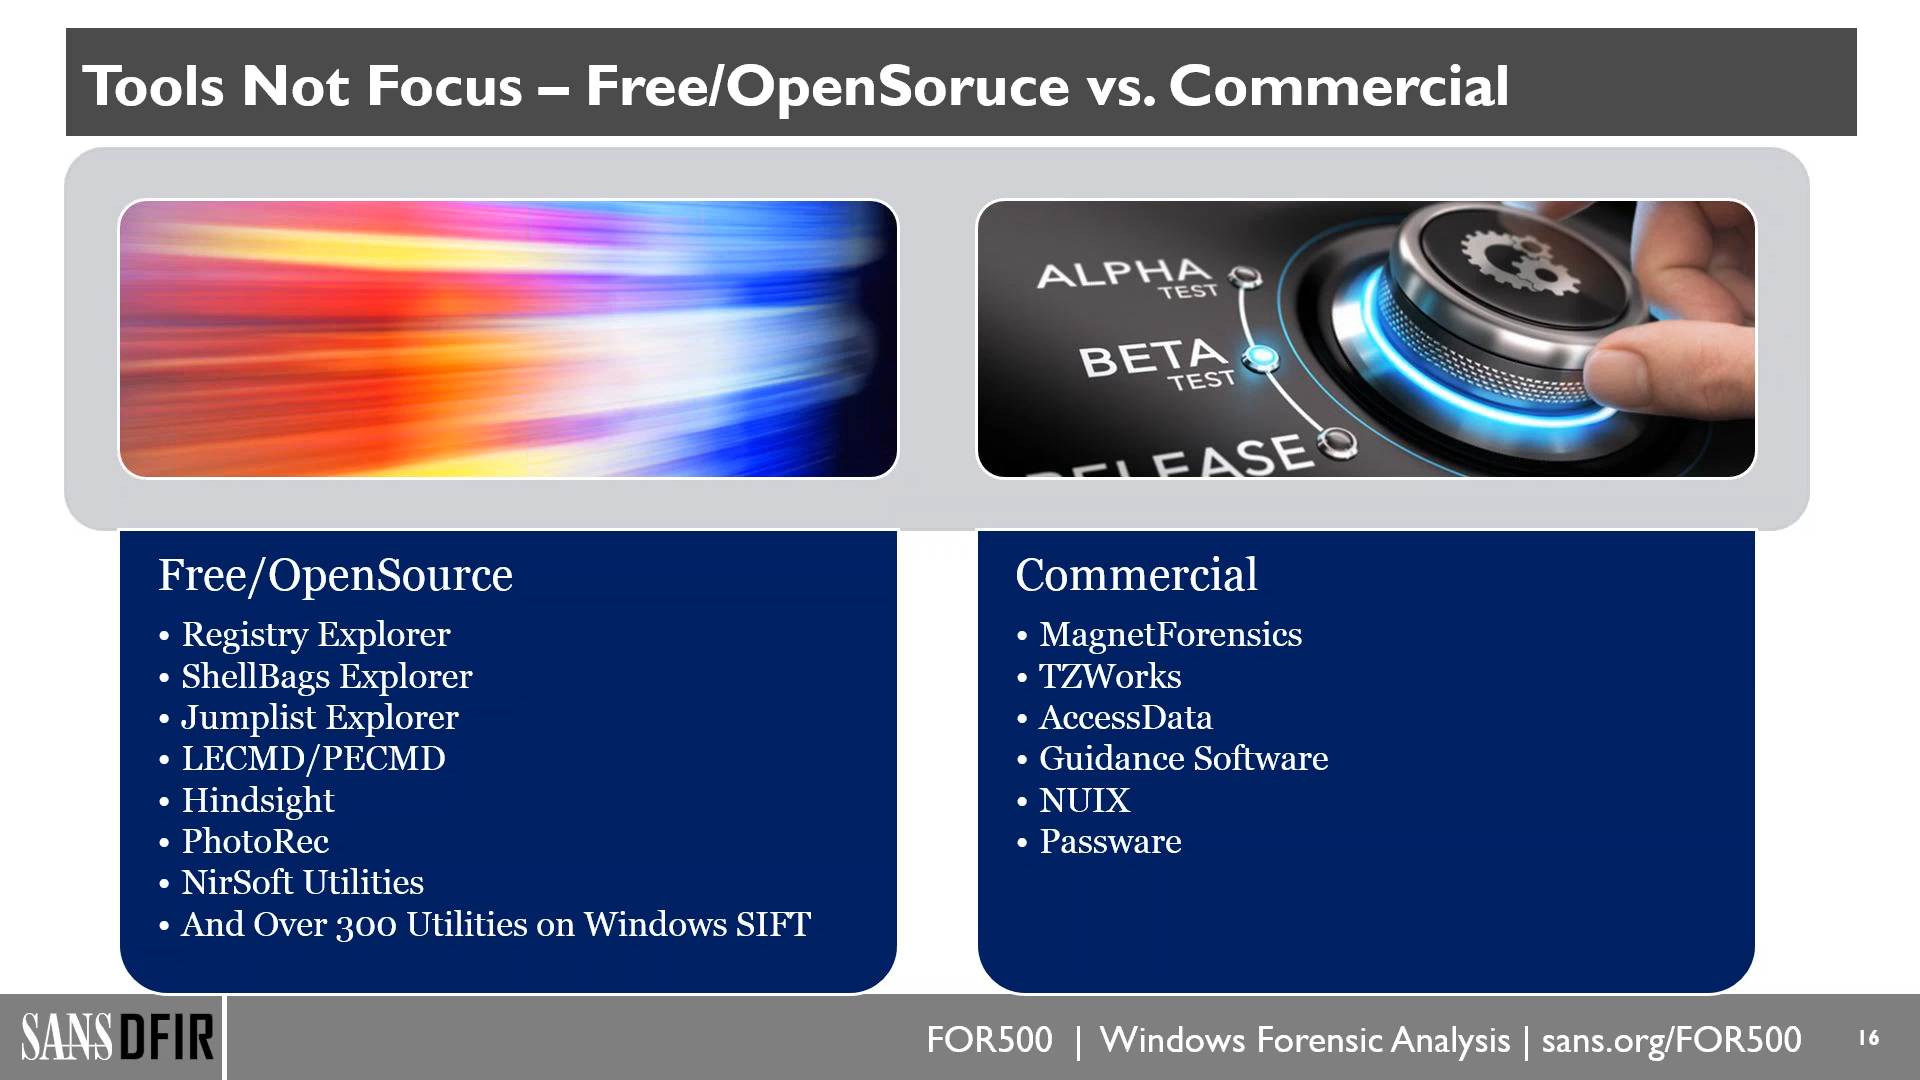 Tools Not Focus – Free/OpenSoruce vs. Commercial
ALPHA
TEST
BETA
TEST
RELEASE
Free/OpenSource
• Registry Explorer
• ShellBags Explorer
• Jumplist Explorer
• LECMD/PECMD
• Hindsight
• PhotoRec
• NirSoft Utilities
• And Over 300 Utilities on Windows SIFT
Commercial
• MagnetForensics
• TZWorks
• AccessData
• Guidance Software
• NUIX
• Passware
SANS DFIR
FOR500 | Windows Forensic Analysis | sans.org/FOR500
16